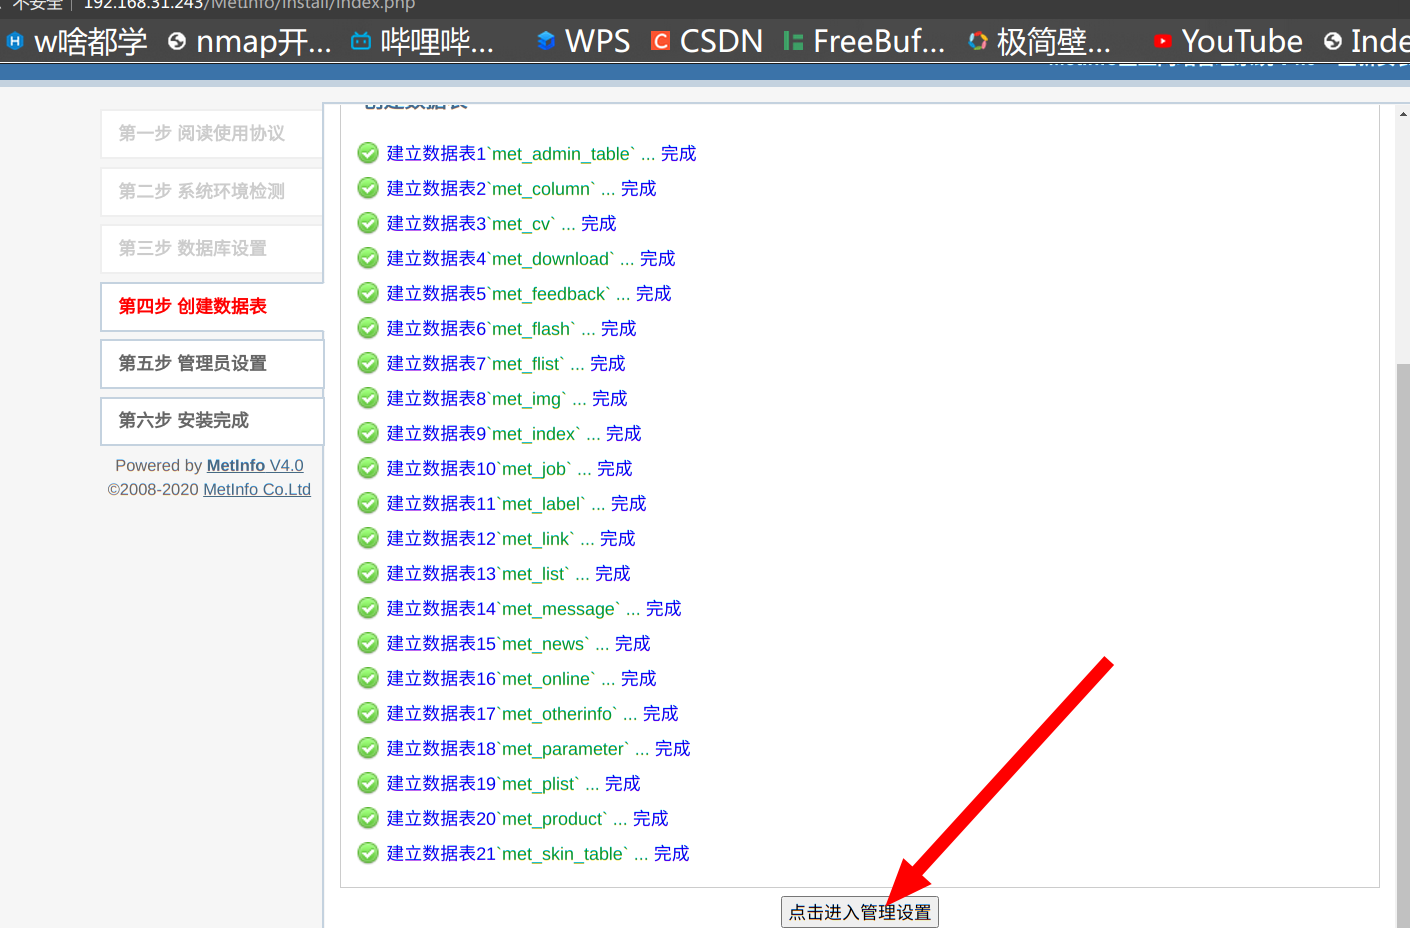 不安全 | 192.168.31.243/MetInfo/install/index.php
w啥都学 nmap开... 哔哩哔... WPS CSDN FreeBuf... 极简壁... YouTube Inde
创建数据表
第一步 阅读使用协议
第二步 系统环境检测
第三步 数据库设置
第四步 创建数据表
第五步 管理员设置
第六步 安装完成
Powered by MetInfo V4.0
©2008-2020 MetInfo Co.Ltd
建立数据表1`met_admin_table` ... 完成
建立数据表2`met_column` ... 完成
建立数据表3`met_cv` ... 完成
建立数据表4`met_download` ... 完成
建立数据表5`met_feedback` ... 完成
建立数据表6`met_flash` ... 完成
建立数据表7`met_flist` ... 完成
建立数据表8`met_img` ... 完成
建立数据表9`met_index` ... 完成
建立数据表10`met_job` ... 完成
建立数据表11`met_label` ... 完成
建立数据表12`met_link` ... 完成
建立数据表13`met_list` ... 完成
建立数据表14`met_message` ... 完成
建立数据表15`met_news` ... 完成
建立数据表16`met_online` ... 完成
建立数据表17`met_otherinfo` ... 完成
建立数据表18`met_parameter` ... 完成
建立数据表19`met_plist` ... 完成
建立数据表20`met_product` ... 完成
建立数据表21`met_skin_table` ... 完成
点击进入管理设置